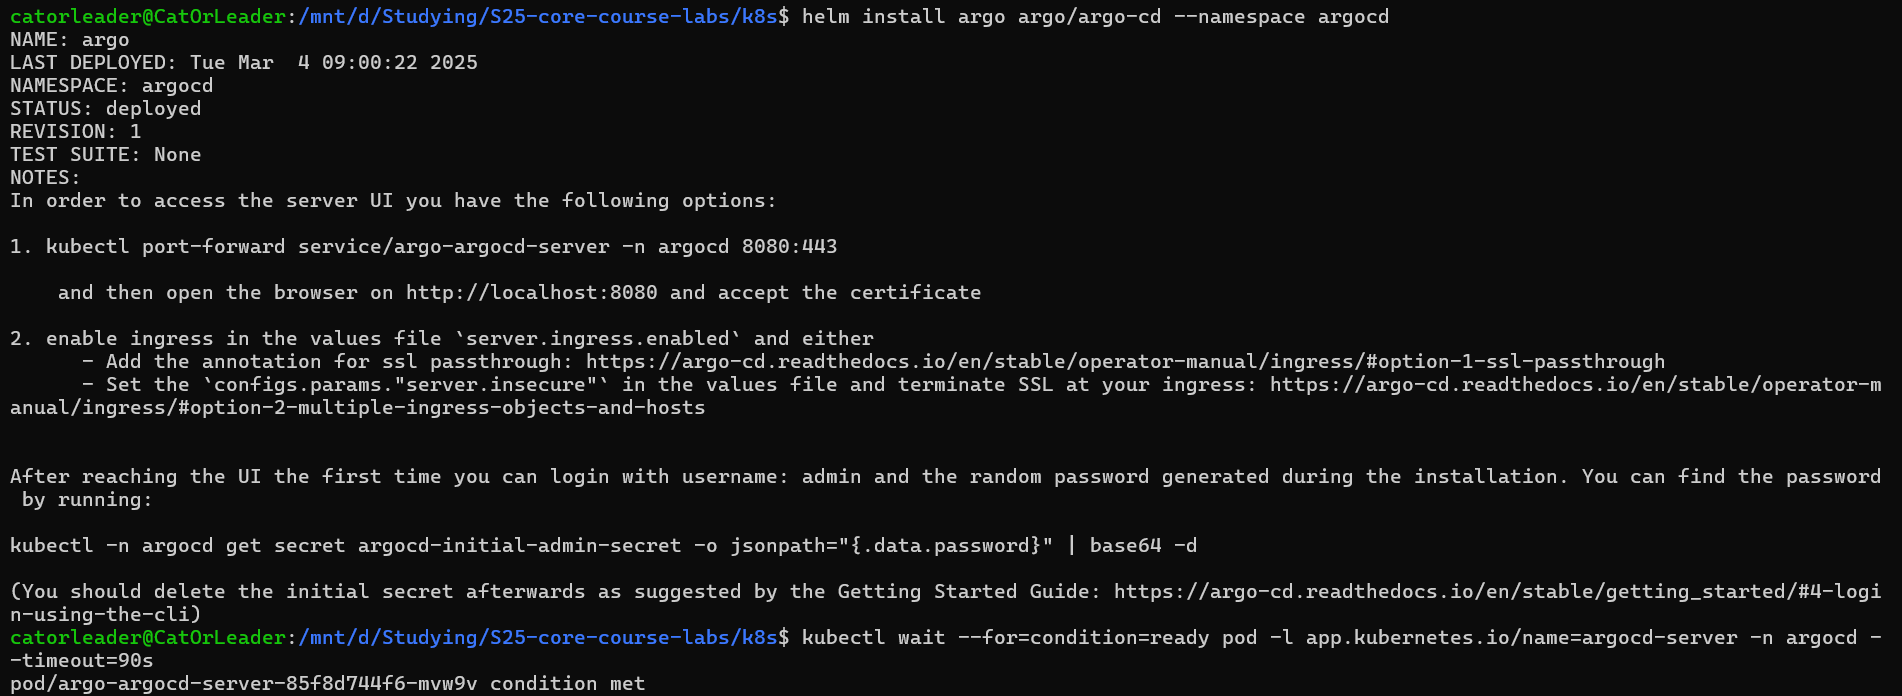 catorleader@CatOrLeader:/mnt/d/Studying/S25-core-course-labs/k8s$ helm install argo argo/argo-cd --namespace argocd
NAME: argo
LAST DEPLOYED: Tue Mar  4 09:00:22 2025
NAMESPACE: argocd
STATUS: deployed
REVISION: 1
TEST SUITE: None
NOTES:
In order to access the server UI you have the following options:

1. kubectl port-forward service/argo-argocd-server -n argocd 8080:443

    and then open the browser on http://localhost:8080 and accept the certificate

2. enable ingress in the values file `server.ingress.enabled` and either
      - Add the annotation for ssl passthrough: https://argo-cd.readthedocs.io/en/stable/operator-manual/ingress/#option-1-ssl-passthrough
      - Set the `configs.params."server.insecure"` in the values file and terminate SSL at your ingress: https://argo-cd.readthedocs.io/en/stable/operator-m
anual/ingress/#option-2-multiple-ingress-objects-and-hosts


After reaching the UI the first time you can login with username: admin and the random password generated during the installation. You can find the password
 by running:

kubectl -n argocd get secret argocd-initial-admin-secret -o jsonpath="{.data.password}" | base64 -d

(You should delete the initial secret afterwards as suggested by the Getting Started Guide: https://argo-cd.readthedocs.io/en/stable/getting_started/#4-logi
n-using-the-cli)
catorleader@CatOrLeader:/mnt/d/Studying/S25-core-course-labs/k8s$ kubectl wait --for=condition=ready pod -l app.kubernetes.io/name=argocd-server -n argocd -
-timeout=90s
pod/argo-argocd-server-85f8d744f6-mvw9v condition met